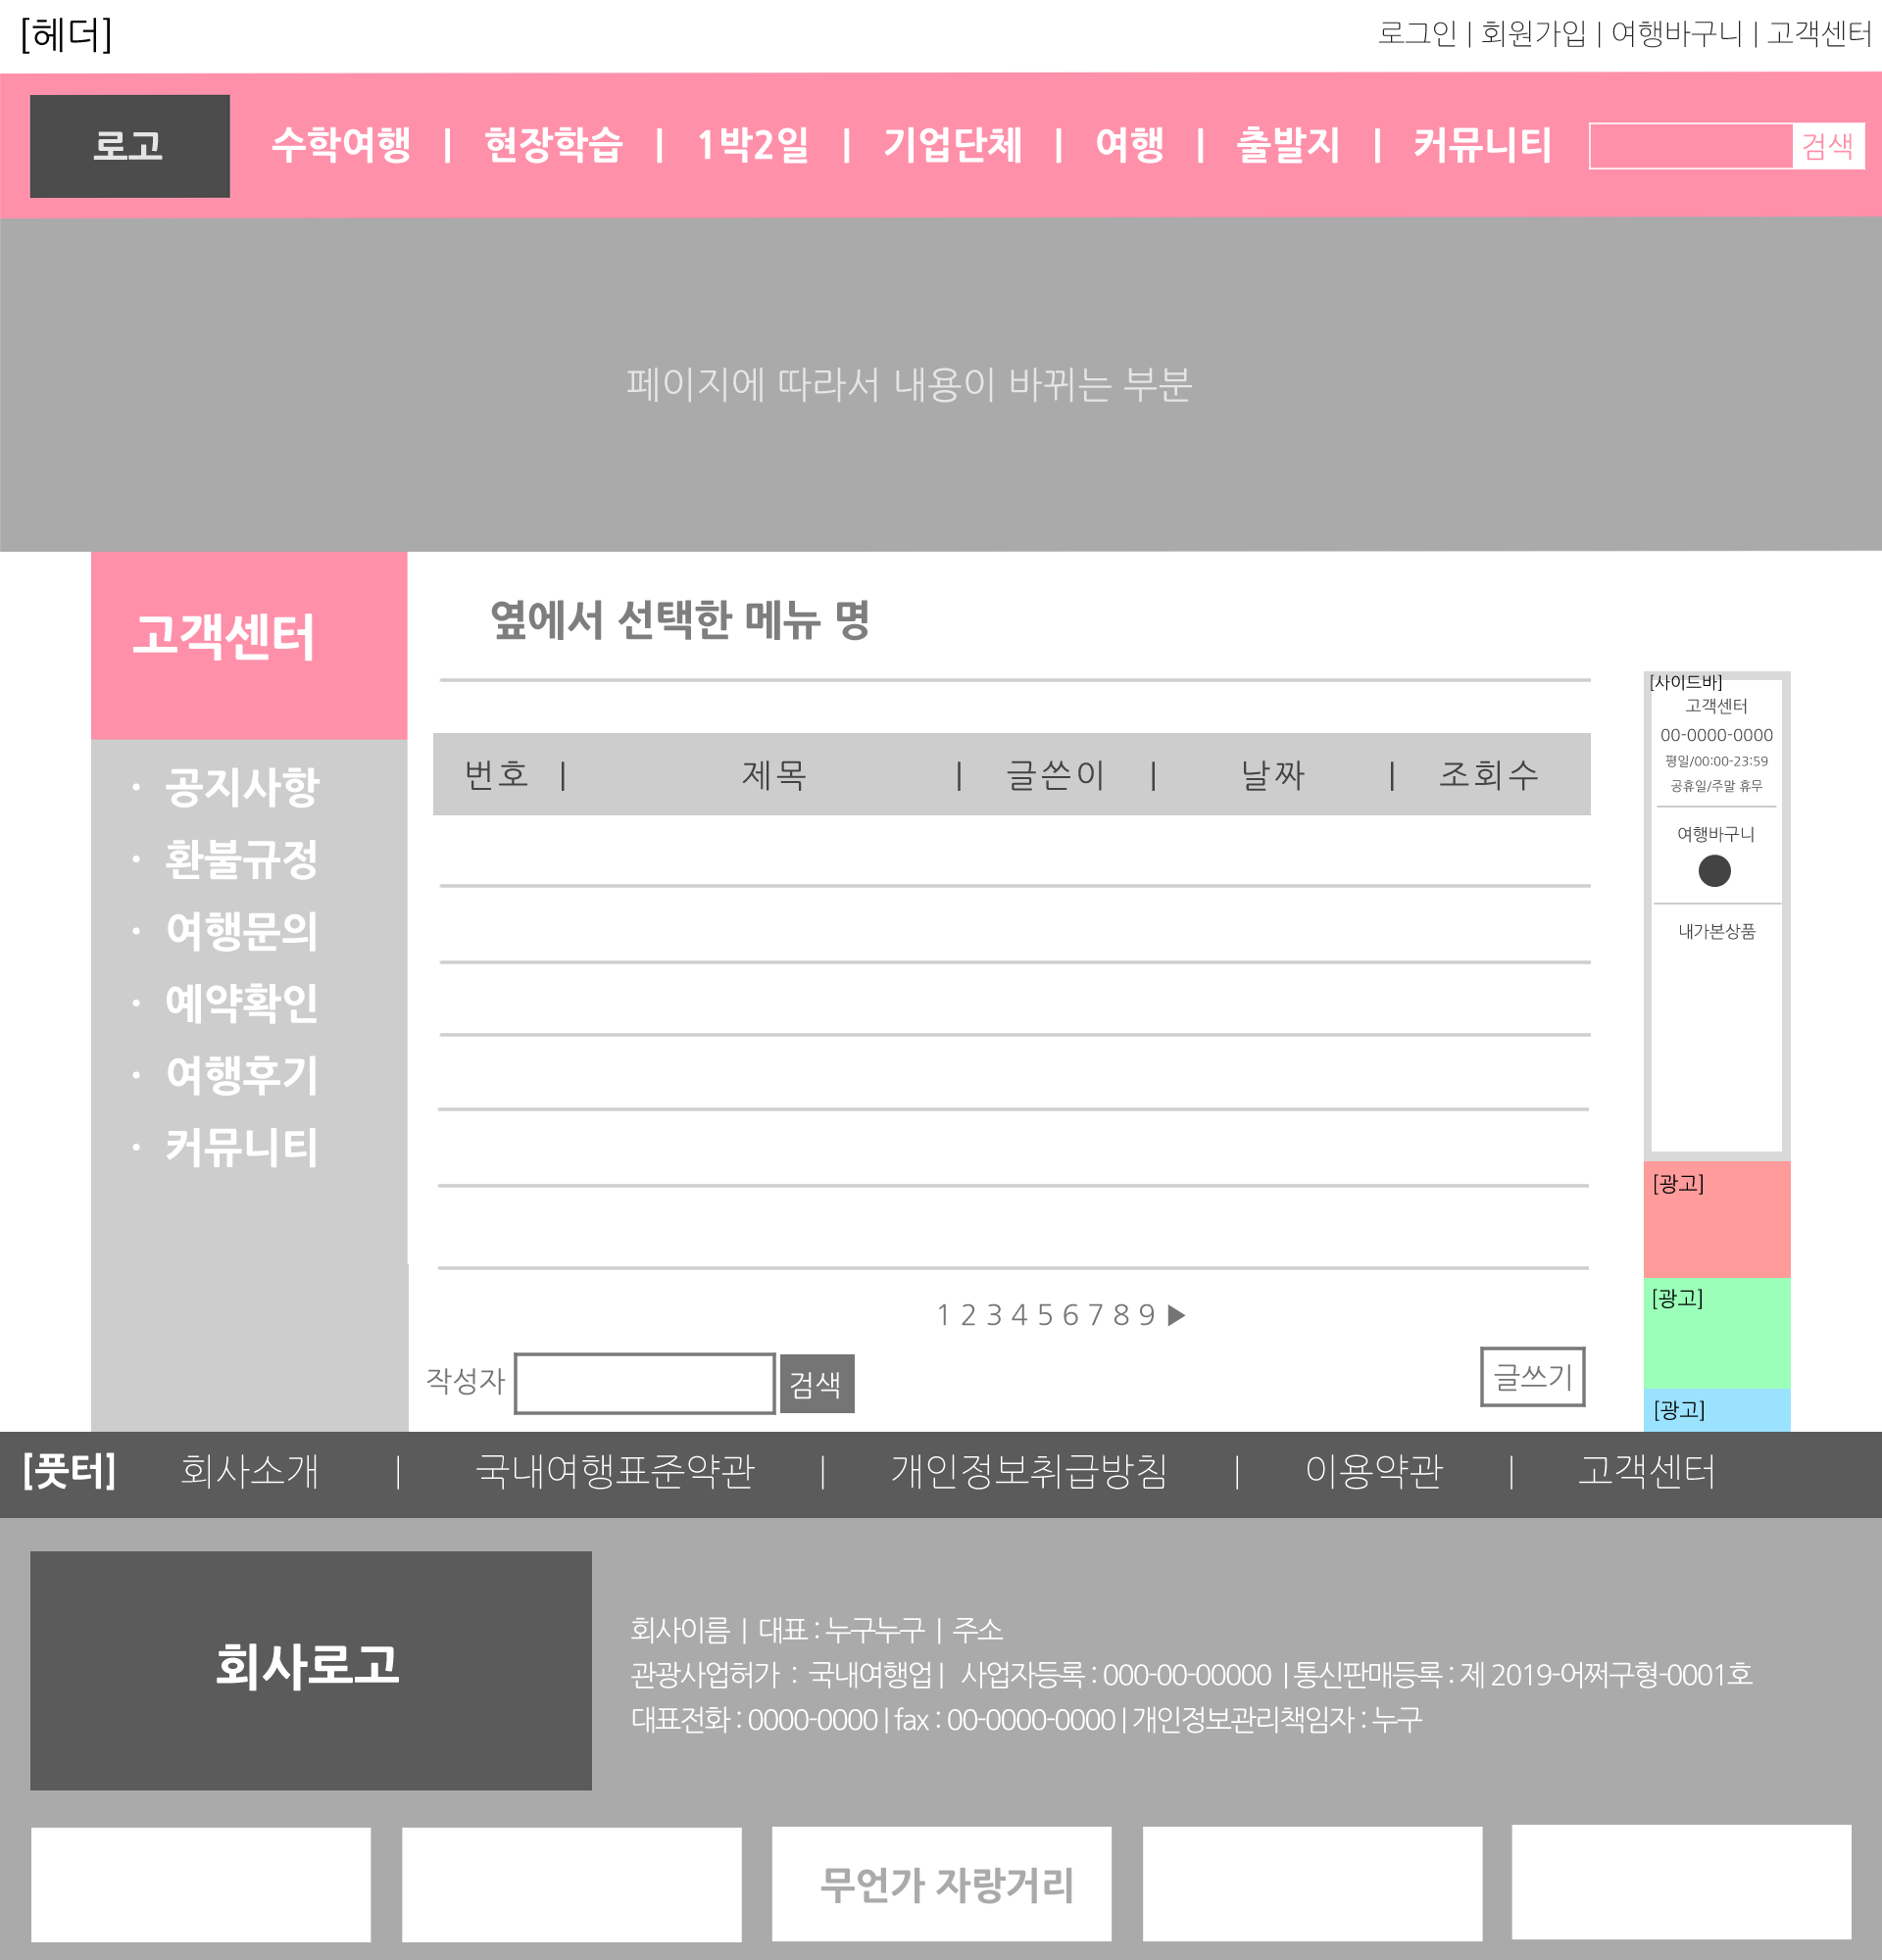 [헤더]
로그인 | 회원가입 | 여행바구니 | 고객센터
로고
수학여행 | 현장학습 | 1박2일 | 기업단체 | 여행 | 출발지 | 커뮤니티
검색
페이지에 따라서 내용이 바뀌는 부분
고객센터
· 공지사항
· 환불규정
· 여행문의
· 예약확인
· 여행후기
· 커뮤니티
옆에서 선택한 메뉴 명
번호 | 제목 | 글쓴이 | 날짜 | 조회수
1 2 3 4 5 6 7 8 9 ▶
작성자
검색
글쓰기
[사이드바]
고객센터
00-0000-0000
평일/00:00-23:59
공휴일/주말 휴무
여행바구니
내가본상품
[광고]
[광고]
[광고]
[풋터] 회사소개 | 국내여행표준약관 | 개인정보취급방침 | 이용약관 | 고객센터
회사로고
회사이름 | 대표 : 누구누구 | 주소
관광사업허가 : 국내여행업 | 사업자등록 : 000-00-00000 | 통신판매등록 : 제 2019-어쩌구형-0001호
대표전화 : 0000-0000 | fax : 00-0000-0000 | 개인정보관리책임자 : 누구
무언가 자랑거리